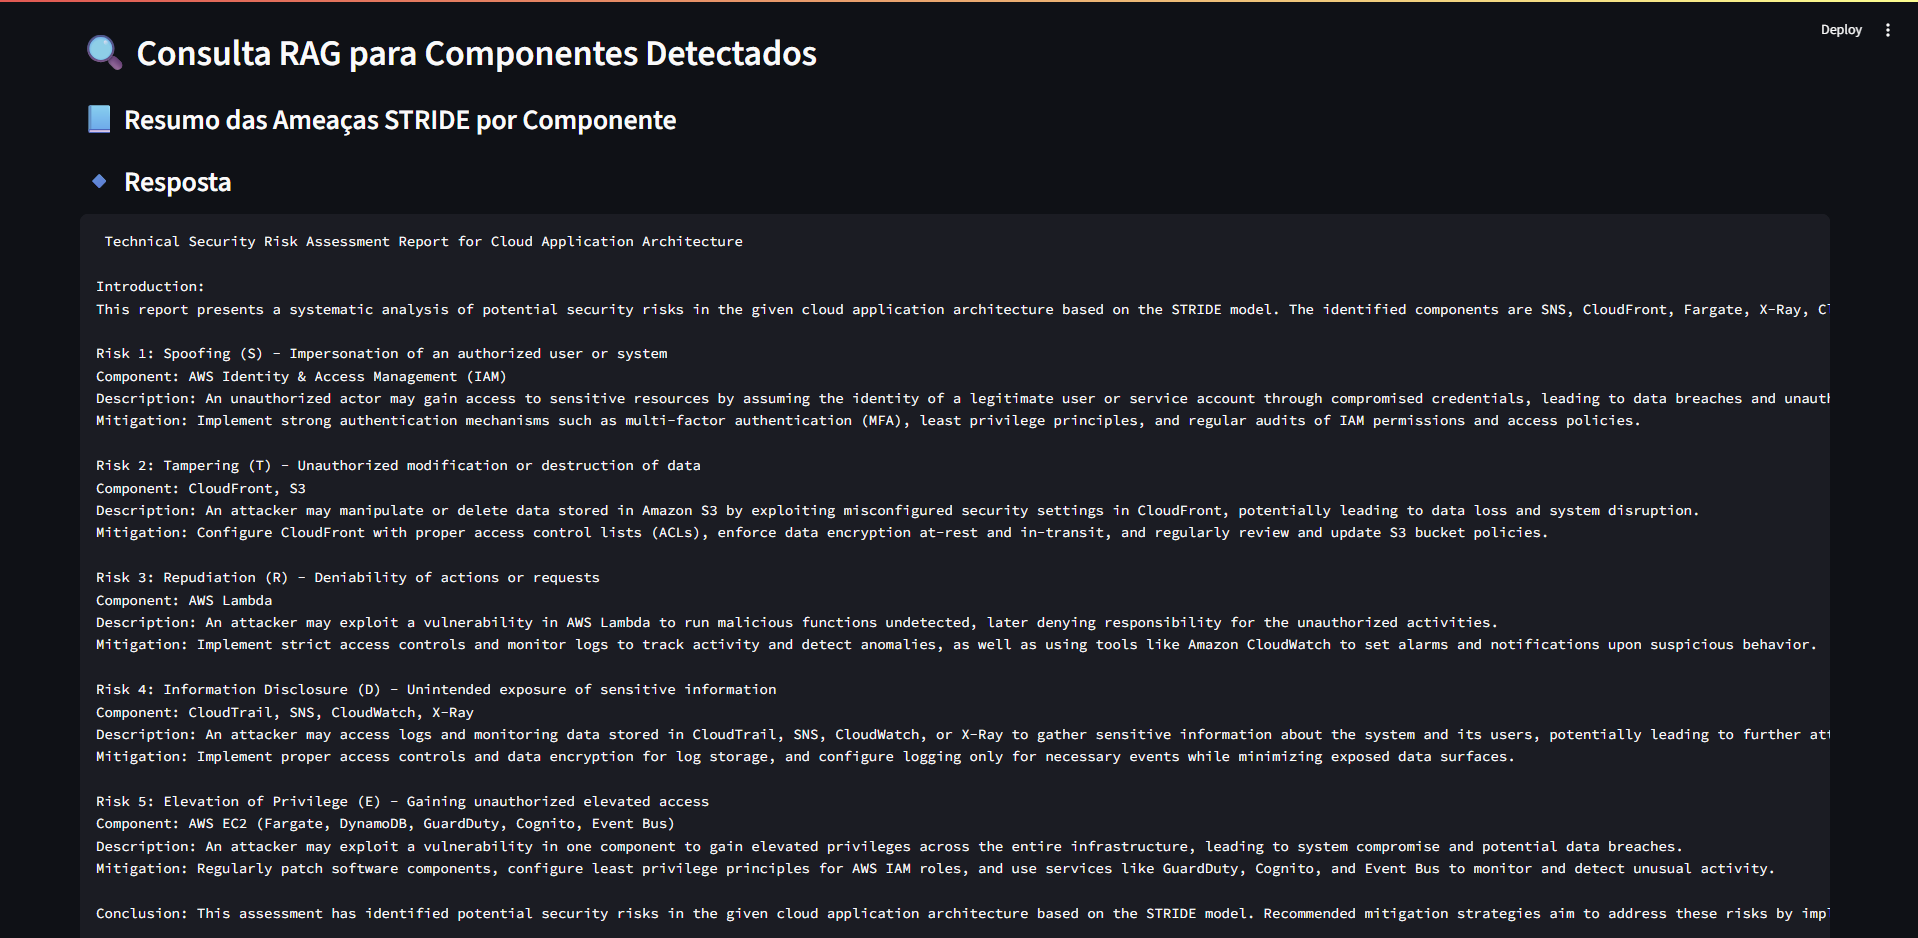 Deploy
Consulta RAG para Componentes Detectados
Resumo das Ameaças STRIDE por Componente
Resposta
Technical Security Risk Assessment Report for Cloud Application Architecture
Introduction:
This report presents a systematic analysis of potential security risks in the given cloud application architecture based on the STRIDE model. The identified components are SNS, CloudFront, Fargate, X-Ray,
Risk 1: Spoofing (S) - Impersonation of an authorized user or system
Component: AWS Identity & Access Management (IAM)
Description: An unauthorized actor may gain access to sensitive resources by assuming the identity of a legitimate user or service account through compromised credentials, leading to data breaches and
Mitigation: Implement strong authentication mechanisms such as multi-factor authentication (MFA), least privilege principles, and regular audits of IAM permissions and access policies.
Risk 2: Tampering (T) - Unauthorized modification or destruction of data
Component: CloudFront, S3
Description: An attacker may manipulate or delete data stored in Amazon S3 by exploiting misconfigured security settings in CloudFront, potentially leading to data loss and system disruption.
Mitigation: Configure CloudFront with proper access control lists (ACLs), enforce data encryption at-rest and in-transit, and regularly review and update S3 bucket policies.
Risk 3: Repudiation (R) - Deniability of actions or requests
Component: AWS Lambda
Description: An attacker may exploit a vulnerability in AWS Lambda to run malicious functions undetected, later denying responsibility for the unauthorized activities.
Mitigation: Implement strict access controls and monitor logs to track activity and detect anomalies, as well as using tools like Amazon CloudWatch to set alarms and notifications upon suspicious behavior.
Risk 4: Information Disclosure (D) - Unintended exposure of sensitive information
Component: CloudTrail, SNS, CloudWatch, X-Ray
Description: An attacker may access logs and monitoring data stored in CloudTrail, SNS, CloudWatch, or X-Ray to gather sensitive information about the system and its users, potentially leading to further
Mitigation: Implement proper access controls and data encryption for log storage, and configure logging only for necessary events while minimizing exposed data surfaces.
Risk 5: Elevation of Privilege (E) - Gaining unauthorized elevated access
Component: AWS EC2 (Fargate, DynamoDB, GuardDuty, Cognito, Event Bus)
Description: An attacker may exploit a vulnerability in one component to gain elevated privileges across the entire infrastructure, leading to system compromise and potential data breaches.
Mitigation: Regularly patch software components, configure least privilege principles for AWS IAM roles, and use services like GuardDuty, Cognito, and Event Bus to monitor and detect unusual activity.
Conclusion: This assessment has identified potential security risks in the given cloud application architecture based on the STRIDE model. Recommended mitigation strategies aim to address these risks by